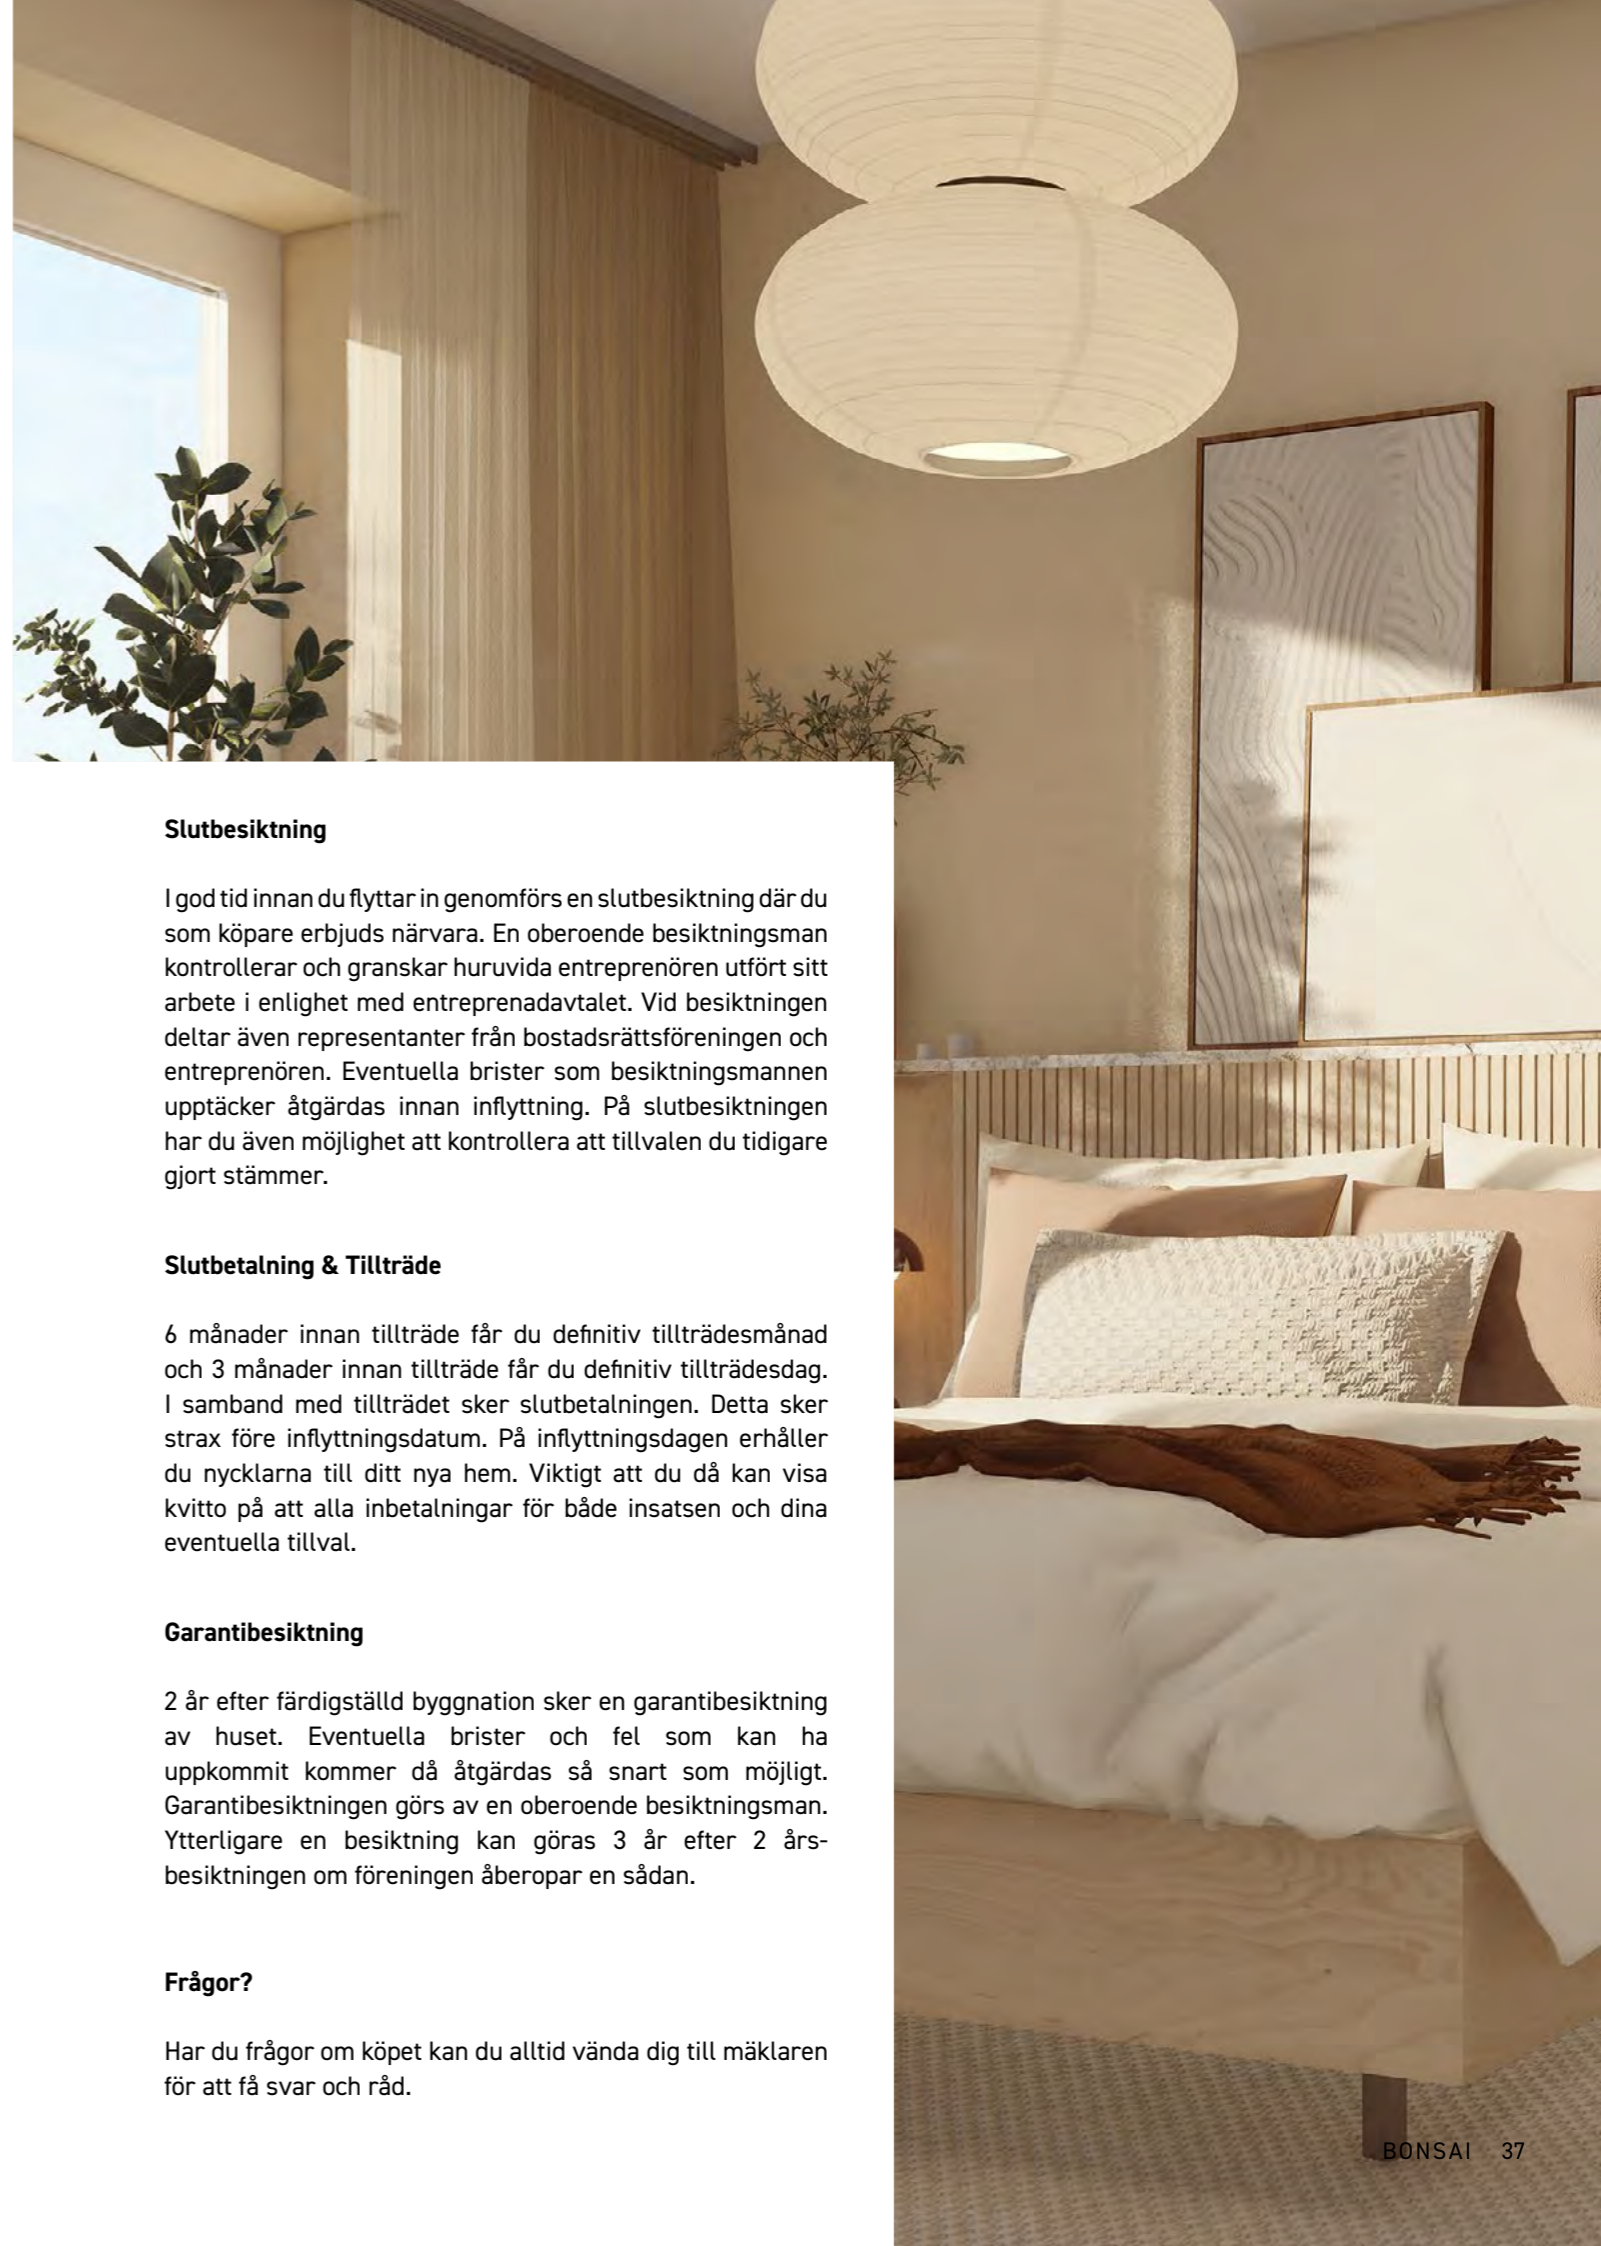 Slutbesiktning
I god tid innan du flyttar in genomförs en slutbesiktning där du
som köpare erbjuds närvara. En oberoende besiktningsman
kontrollerar och granskar huruvida entreprenören utfört sitt
arbete i enlighet med entreprenadavtalet. Vid besiktningen
deltar även representanter från bostadsrättsföreningen och
entreprenören. Eventuella brister som besiktningsmannen
upptäcker åtgärdas innan inflyttning. På slutbesiktningen
har du även möjlighet att kontrollera att tillvalen du tidigare
gjort stämmer.
Slutbetalning & Tillträde
6 månader innan tillträde får du definitiv tillträdesmånad
och 3 månader innan tillträde får du definitiv tillträdesdag.
I samband med tillträdet sker slutbetalningen. Detta sker
strax före inflyttningsdatum. På inflyttningsdagen erhåller
du nycklarna till ditt nya hem. Viktigt att du då kan visa
kvitto på att alla inbetalningar för både insatsen och dina
eventuella tillval.
Garantibesiktning
2 år efter färdigställd byggnation sker en garantibesiktning
av huset. Eventuella brister och fel som kan ha
uppkommit kommer då åtgärdas så snart som möjligt.
Garantibesiktningen görs av en oberoende besiktningsman.
Ytterligare en besiktning kan göras 3 år efter 2 års-
besiktningen om föreningen åberopar en sådan.
Frågor?
Har du frågor om köpet kan du alltid vända dig till mäklaren
för att få svar och råd.
BONSAI 37